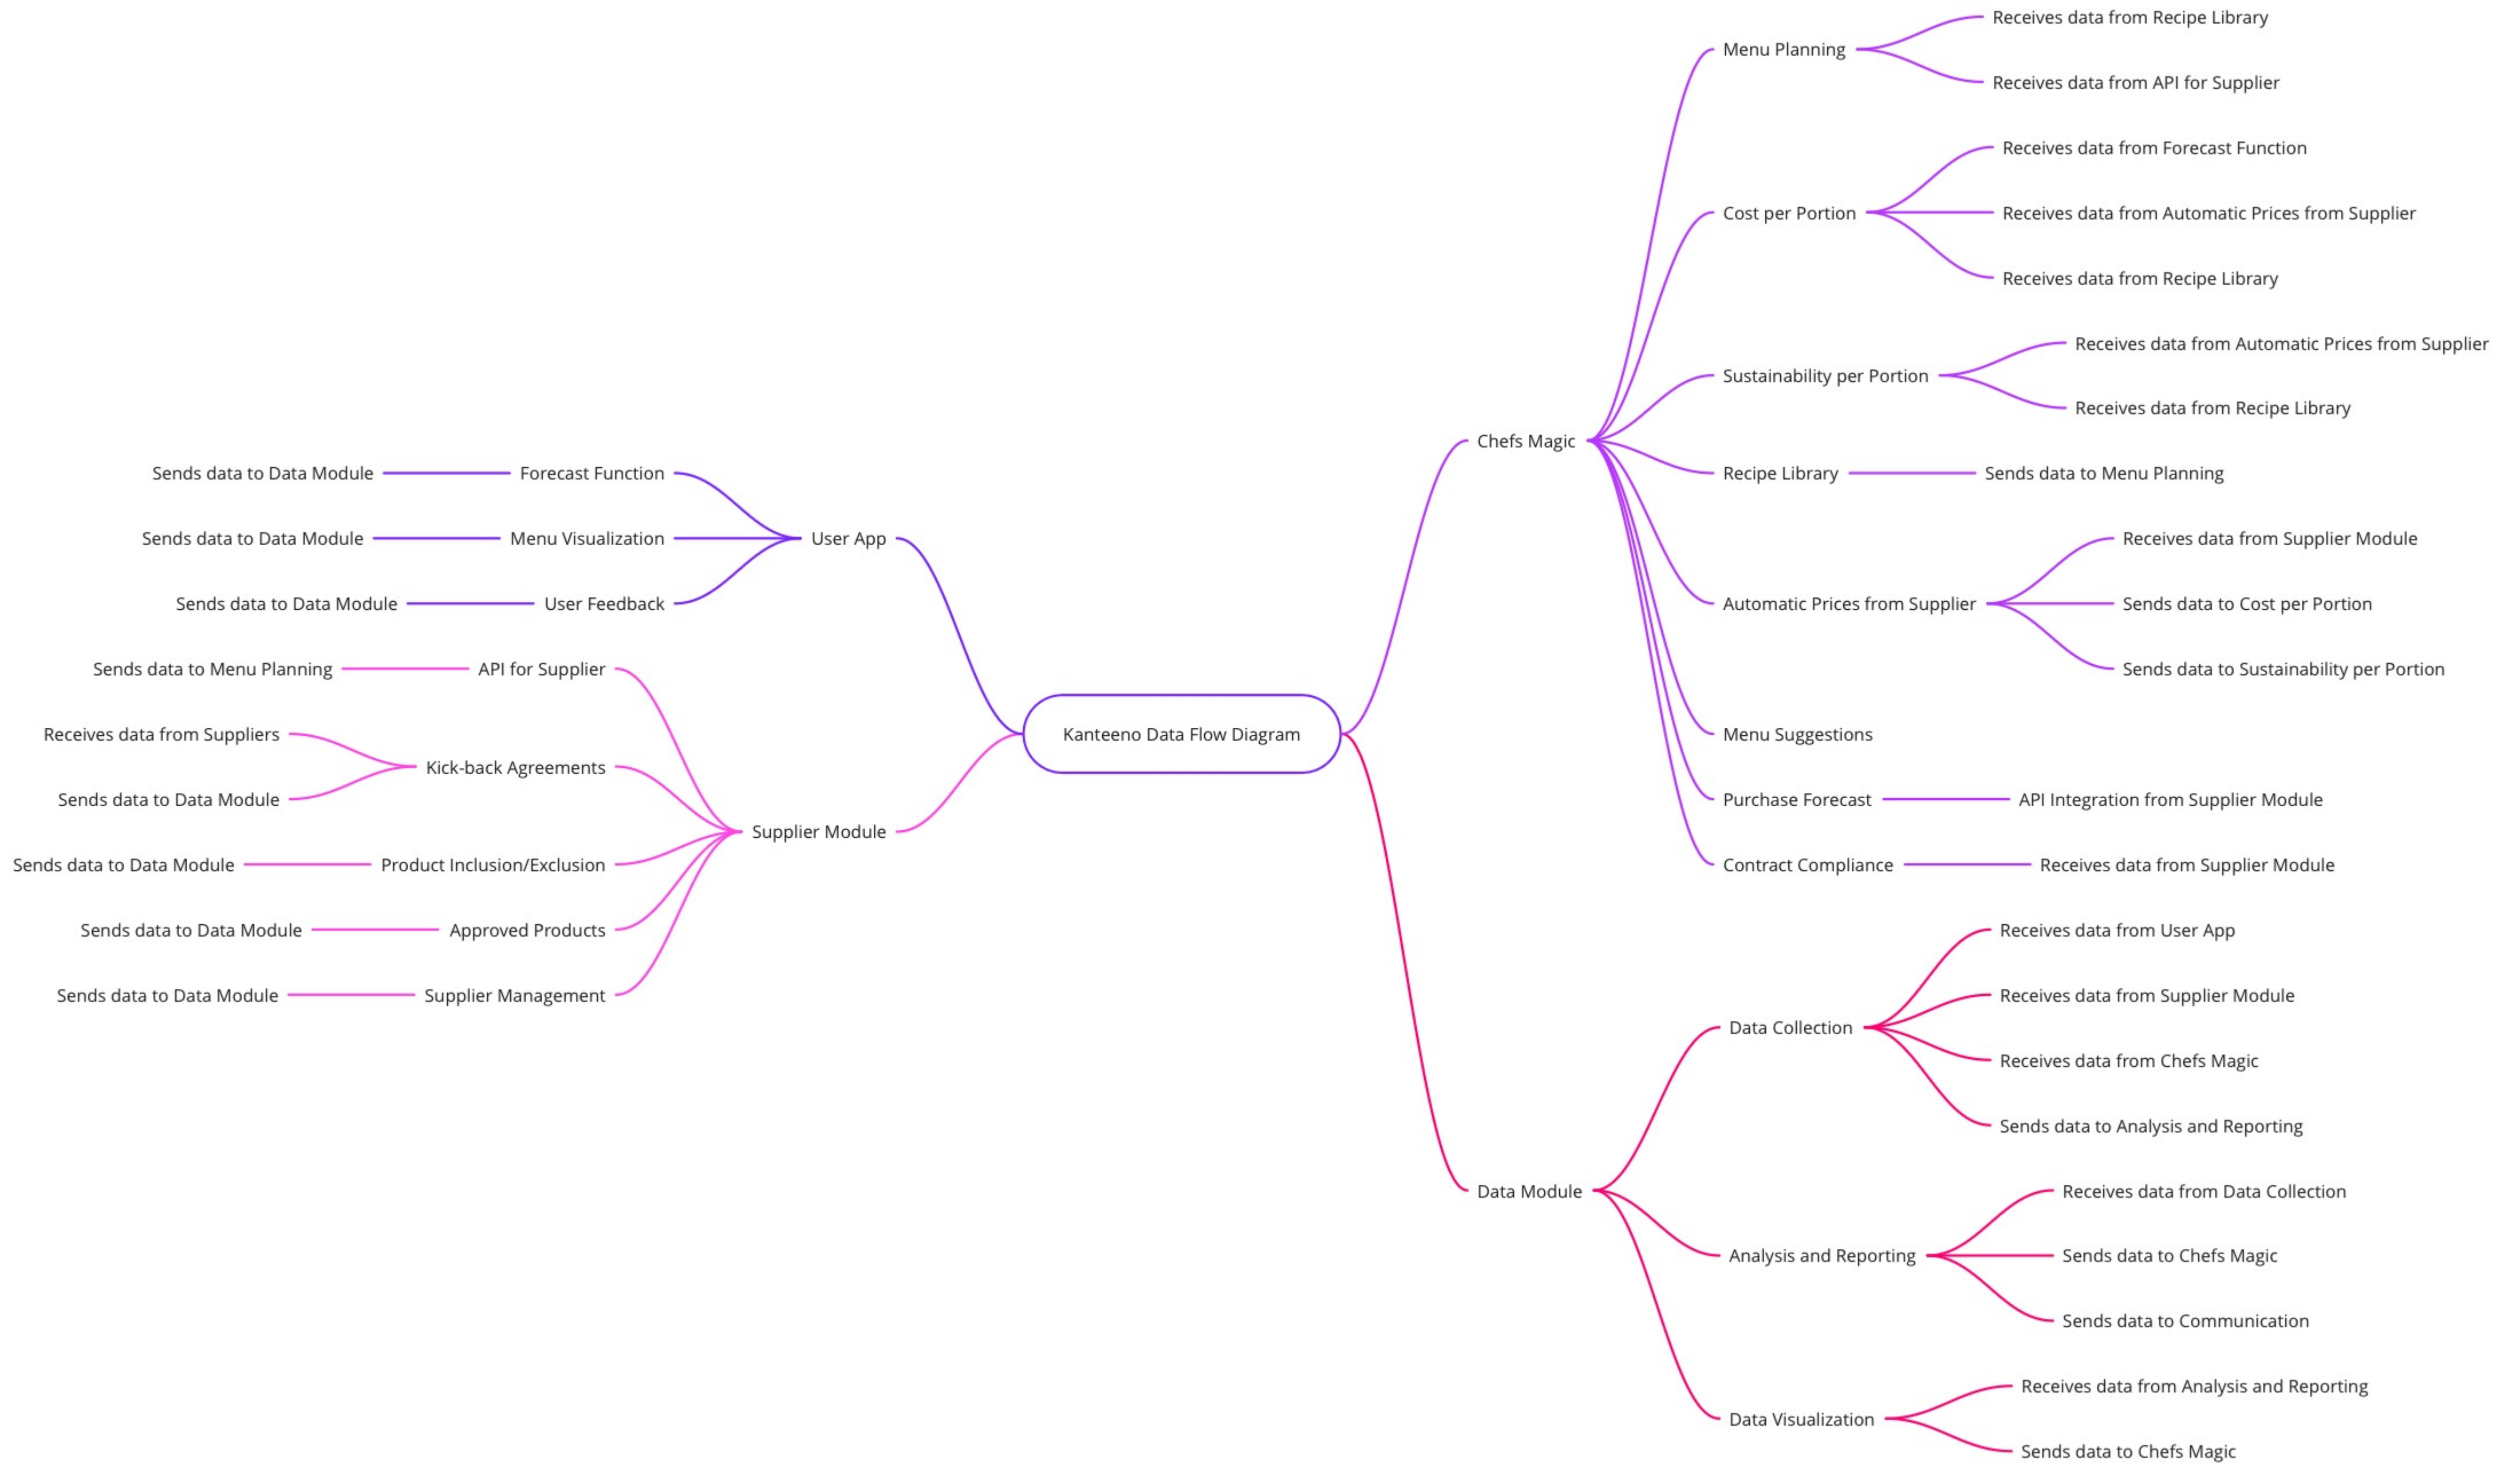 Kanteeno Data Flow Diagram
User App
Forecast Function
Sends data to Data Module
Menu Visualization
Sends data to Data Module
User Feedback
Sends data to Data Module
Supplier Module
API for Supplier
Sends data to Menu Planning
Kick-back Agreements
Receives data from Suppliers
Sends data to Data Module
Product Inclusion/Exclusion
Sends data to Data Module
Approved Products
Sends data to Data Module
Supplier Management
Sends data to Data Module
Chefs Magic
Menu Planning
Receives data from Recipe Library
Receives data from API for Supplier
Cost per Portion
Receives data from Forecast Function
Receives data from Automatic Prices from Supplier
Receives data from Recipe Library
Sustainability per Portion
Receives data from Automatic Prices from Supplier
Receives data from Recipe Library
Recipe Library
Sends data to Menu Planning
Automatic Prices from Supplier
Receives data from Supplier Module
Sends data to Cost per Portion
Sends data to Sustainability per Portion
Menu Suggestions
Purchase Forecast
API Integration from Supplier Module
Contract Compliance
Receives data from Supplier Module
Data Module
Data Collection
Receives data from User App
Receives data from Supplier Module
Receives data from Chefs Magic
Sends data to Analysis and Reporting
Analysis and Reporting
Receives data from Data Collection
Sends data to Chefs Magic
Sends data to Communication
Data Visualization
Receives data from Analysis and Reporting
Sends data to Chefs Magic